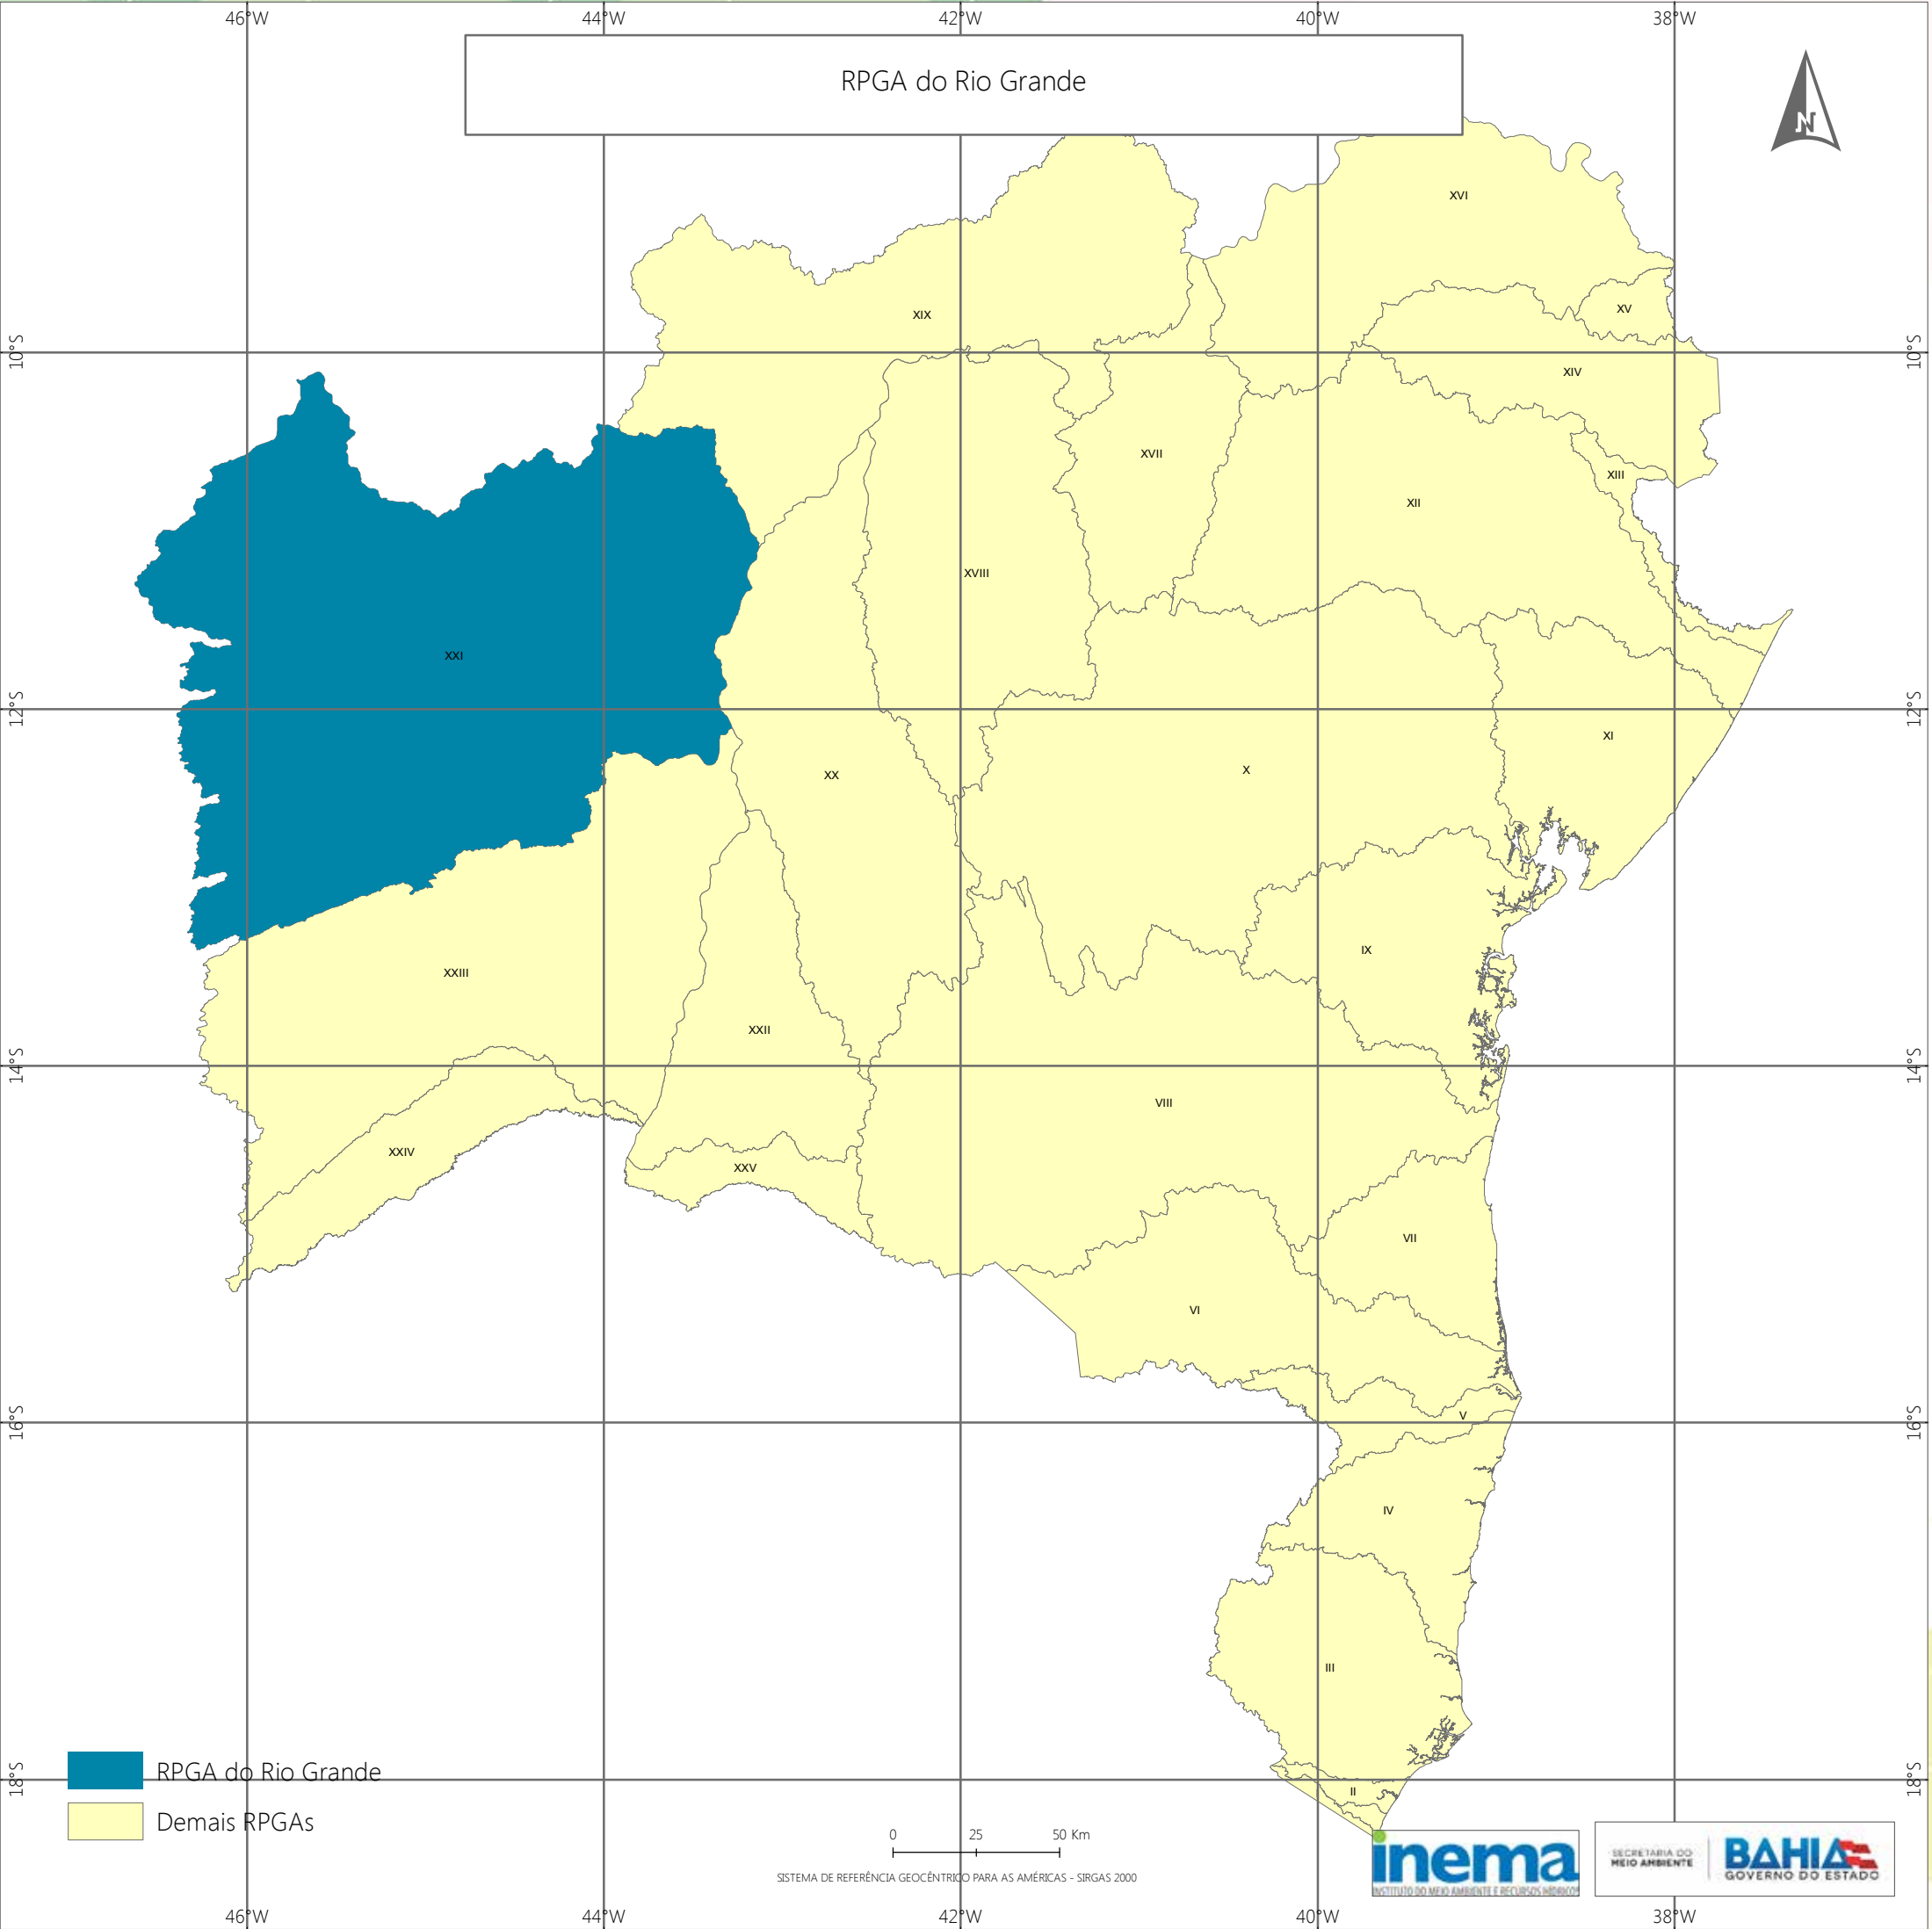 46°W 44°W 42°W 40°W 38°W
RPGA do Rio Grande
N
XVI
XV
XIX
10°S 10°S
XIV
XVII
XIII
XII
XVIII
XXI
12°S 12°S
XI
XX
X
IX
XXIII
XXII
14°S 14°S
VIII
XXIV
XXV
VII
VI
V
16°S 16°S
IV
III
RPGA do Rio Grande
18°S 18°S
II
Demais RPGAs
0 25 50 Km
SISTEMA DE REFERÊNCIA GEOCÊNTRICO PARA AS AMÉRICAS - SIRGAS 2000
inema
INSTITUTO DO MEIO AMBIENTE E RECURSOS HÍDRICOS
SECRETARIA DO
MEIO AMBIENTE
BAHIA
GOVERNO DO ESTADO
46°W 44°W 42°W 40°W 38°W